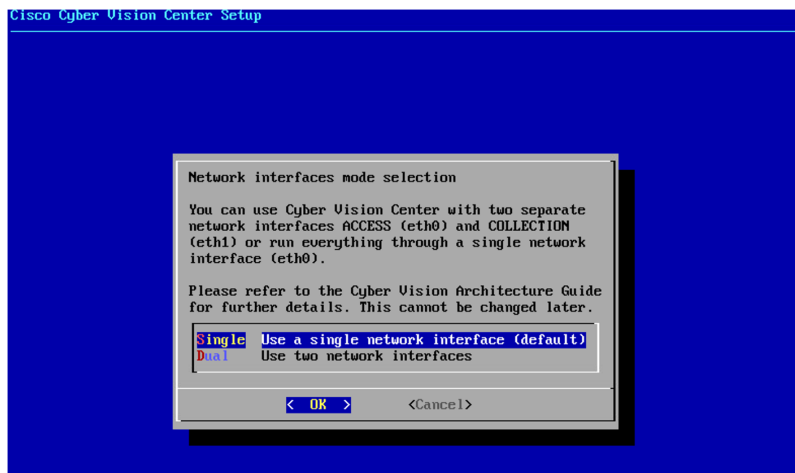 Cisco Cyber Vision Center Setup
Network interfaces mode selection
You can use Cyber Vision Center with two separate
network interfaces ACCESS (eth0) and COLLECTION
(eth1) or run everything through a single network
interface (eth0).
Please refer to the Cyber Vision Architecture Guide
for further details. This cannot be changed later.
Single Use a single network interface (default)
Dual Use two network interfaces
< OK > <Cancel>